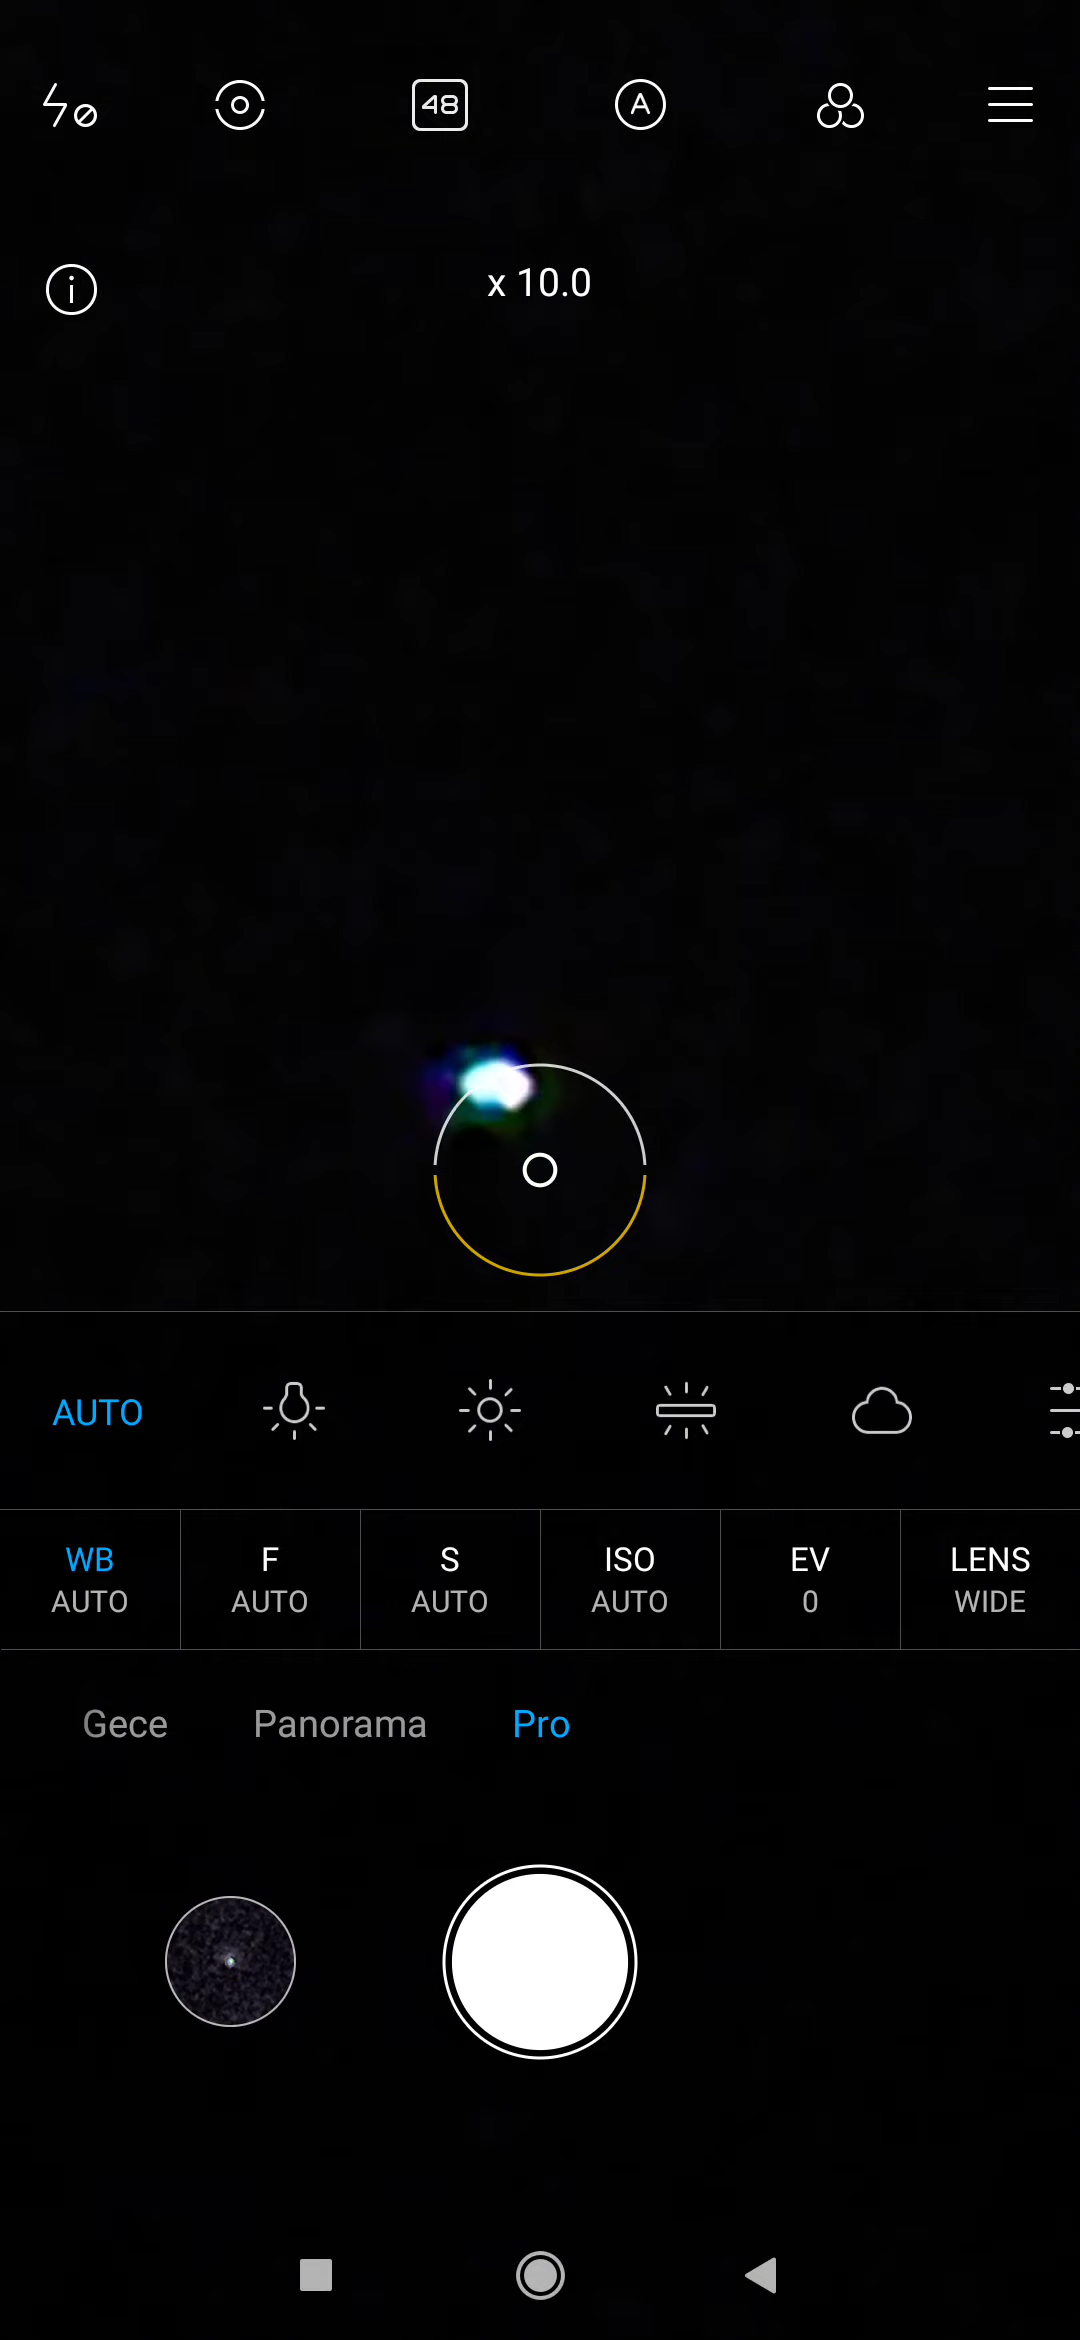 48
A
x 10.0
AUTO
WB F S ISO EV LENS
AUTO AUTO AUTO AUTO 0 WIDE
Gece Panorama Pro